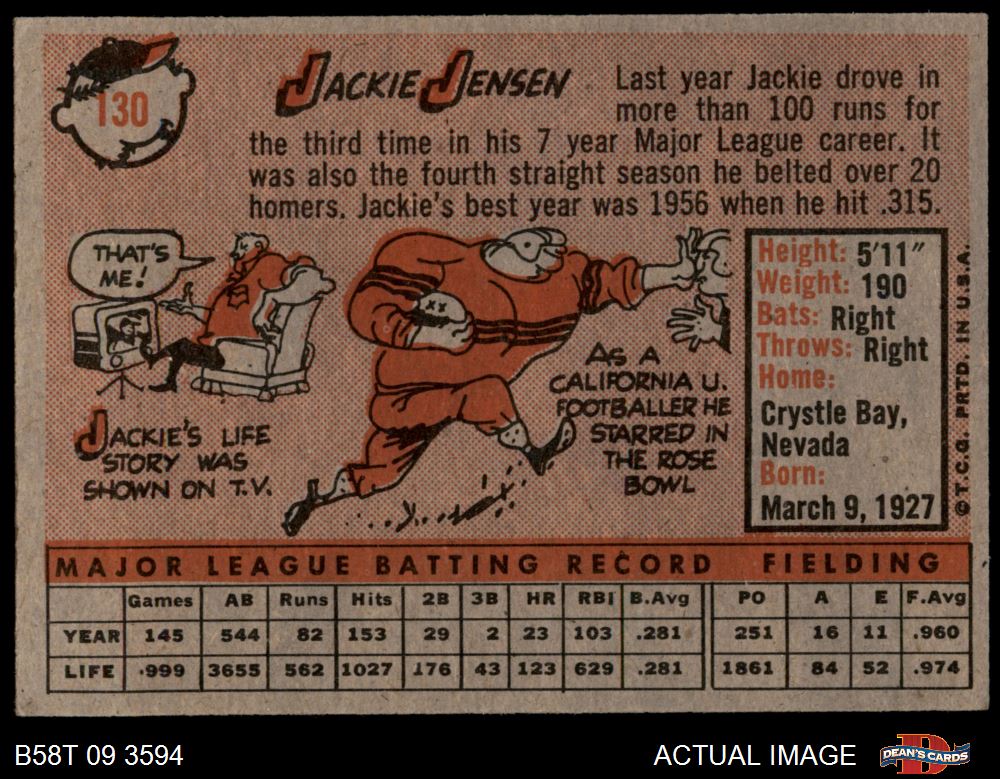 130
JACKIE JENSEN
Last year Jackie drove in
more than 100 runs for
the third time in his 7 year Major League career. It
was also the fourth straight season he belted over 20
homers. Jackie's best year was 1956 when he hit .315.
THAT'S
ME!
JACKIE'S LIFE
STORY WAS
SHOWN ON T.V.
AS A
CALIFORNIA U.
FOOTBALLER HE
STARRED IN
THE ROSE
BOWL
Height: 5'11"
Weight: 190
Bats: Right
Throws: Right
Home:
Crystle Bay,
Nevada
Born:
March 9, 1927
© T.C.G. PRTD. IN U.S.A.
MAJOR LEAGUE BATTING RECORD FIELDING
Games AB Runs Hits 2B 3B HR RBI B.Avg PO A E F.Avg
YEAR 145 544 82 153 29 2 23 103 .281 251 16 11 .960
LIFE .999 3655 562 1027 176 43 123 629 .281 1861 84 52 .974
B58T 09 3594 ACTUAL IMAGE DEAN'S CARDS